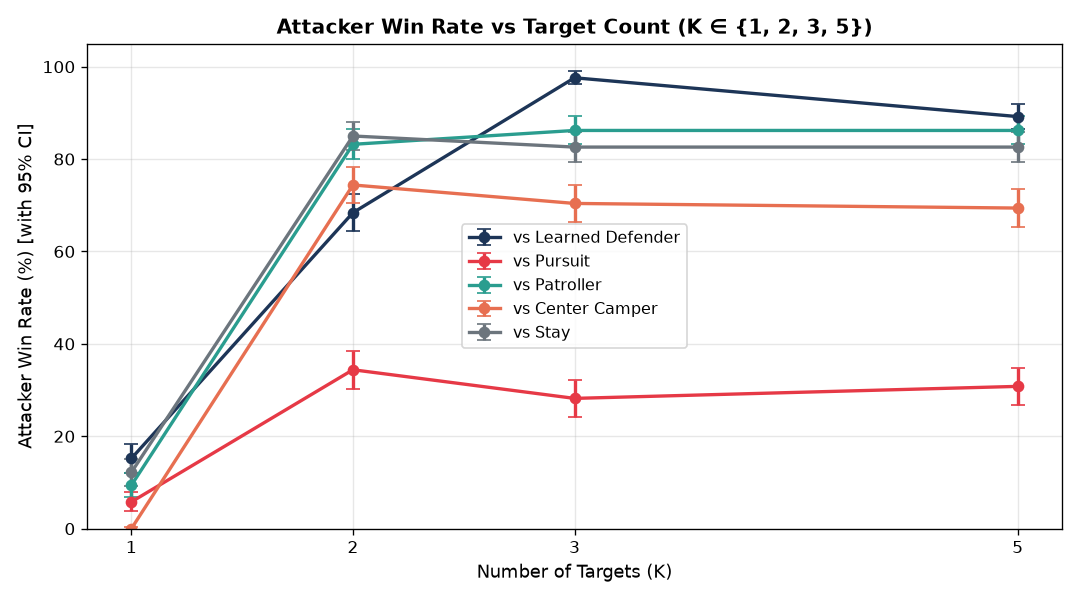 Attacker Win Rate vs Target Count (K ∈ {1, 2, 3, 5})
Attacker Win Rate (%) [with 95% CI]
100
80
60
40
20
0
vs Learned Defender
vs Pursuit
vs Patroller
vs Center Camper
vs Stay
1
2
3
5
Number of Targets (K)